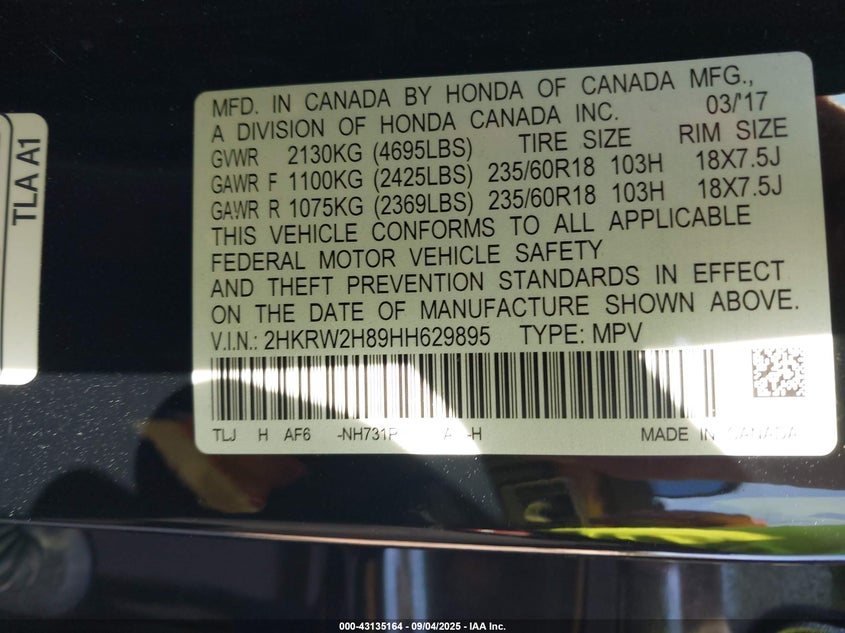 TLA A1
MFD. IN CANADA BY HONDA OF CANADA MFG.,
A DIVISION OF HONDA CANADA INC. 03/'17
GVWR 2130KG (4695LBS) TIRE SIZE RIM SIZE
GAWR F 1100KG (2425LBS) 235/60R18 103H 18X7.5J
GAWR R 1075KG (2369LBS) 235/60R18 103H 18X7.5J
THIS VEHICLE CONFORMS TO ALL APPLICABLE
FEDERAL MOTOR VEHICLE SAFETY
AND THEFT PREVENTION STANDARDS IN EFFECT
ON THE DATE OF MANUFACTURE SHOWN ABOVE.
V.I.N.: 2HKRW2H89HH629895 TYPE: MPV
TLJ H AF6 -NH731P A -H MADE IN CANADA
000-43135164 - 09/04/2025 - IAA Inc.